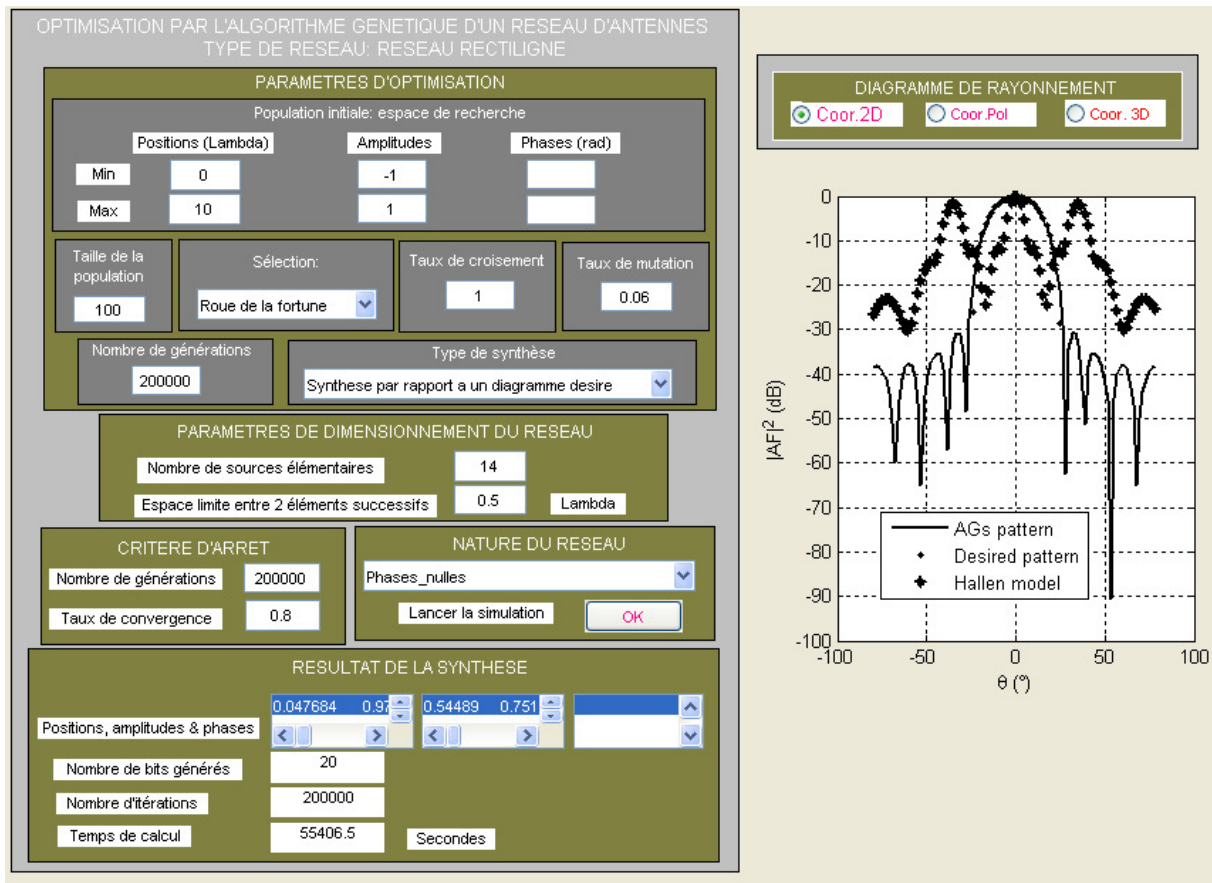 OPTIMISATION PAR L'ALGORITHME GENETIQUE D'UN RESEAU D'ANTENNES
TYPE DE RESEAU: RESEAU RECTILIGNE
PARAMETRES D'OPTIMISATION
Population initiale: espace de recherche
Positions (Lambda) Amplitudes Phases (rad)
Min 0 -1
Max 10 1
Taille de la population
100
Sélection:
Roue de la fortune
Taux de croisement
1
Taux de mutation
0.06
Nombre de générations
200000
Type de synthèse
Synthese par rapport a un diagramme desire
PARAMETRES DE DIMENSIONNEMENT DU RESEAU
Nombre de sources élémentaires 14
Espace limite entre 2 éléments successifs 0.5 Lambda
CRITERE D'ARRET
Nombre de générations 200000
Taux de convergence 0.8
NATURE DU RESEAU
Phases_nulles
Lancer la simulation OK
RESULTAT DE LA SYNTHESE
Positions, amplitudes & phases 0.047684 0.97 0.54489 0.751
Nombre de bits générés 20
Nombre d'itérations 200000
Temps de calcul 55406.5 Secondes
DIAGRAMME DE RAYONNEMENT
Coor.2D Coor.Pol Coor. 3D
|AF|² (dB)
0
-10
-20
-30
-40
-50
-60
-70
-80
-90
-100
AGs pattern
Desired pattern
Hallen model
-100 -50 0 50 100
θ (°)